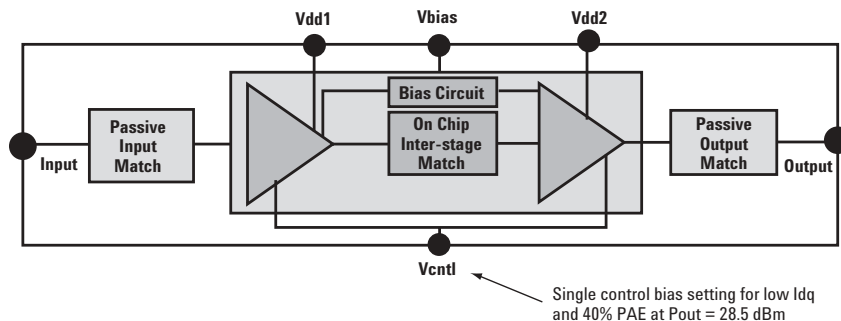 Vdd1
Vbias
Vdd2
Bias Circuit
Passive
Input
Match
On Chip
Inter-stage
Match
Passive
Output
Match
Input
Output
Vcntl
Single control bias setting for low Idq
and 40% PAE at Pout = 28.5 dBm